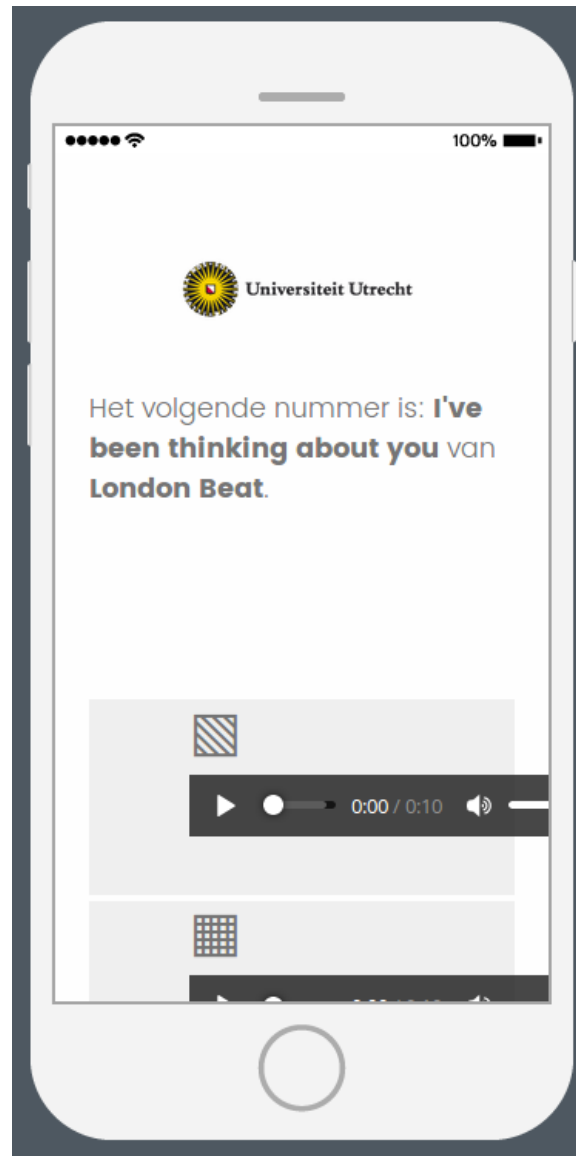 100%
Universiteit Utrecht
Het volgende nummer is: I've
been thinking about you van
London Beat.
0:00 / 0:10